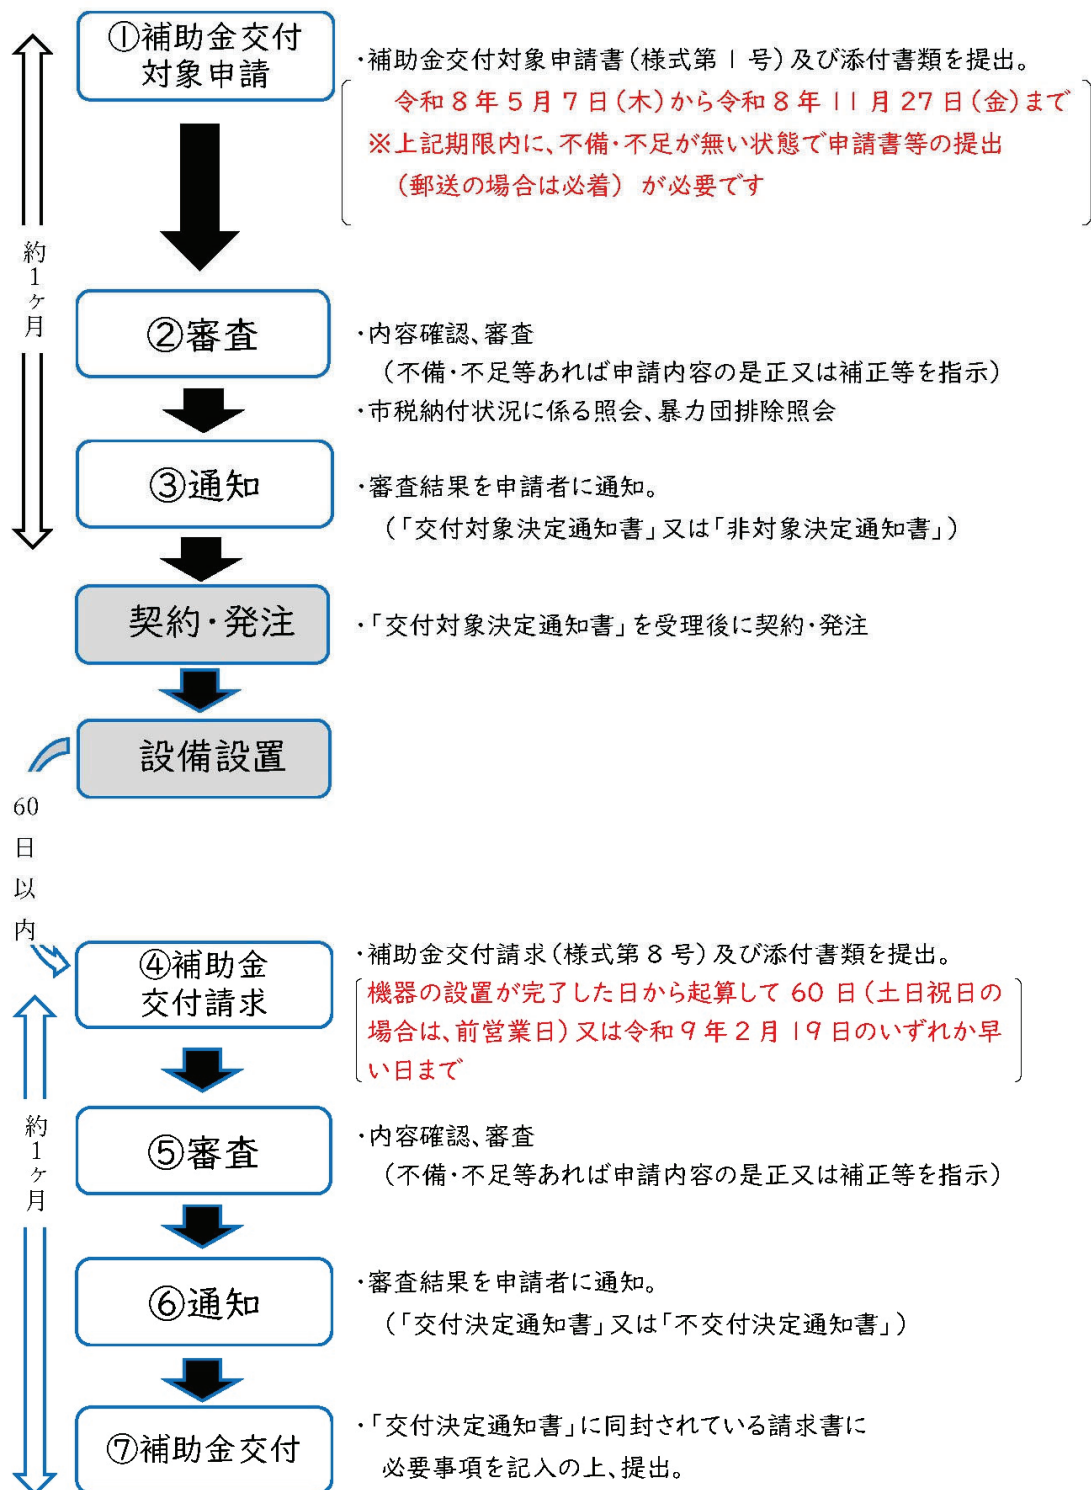 ①補助金交付
対象申請
・補助金交付対象申請書(様式第1号)及び添付書類を提出。
令和8年5月7日(木)から令和8年11月27日(金)まで
※上記期限内に、不備・不足が無い状態で申請書等の提出
(郵送の場合は必着) が必要です
約1ヶ月
②審査
・内容確認、審査
(不備・不足等あれば申請内容の是正又は補正等を指示)
・市税納付状況に係る照会、暴力団排除照会
③通知
・審査結果を申請者に通知。
(「交付対象決定通知書」又は「非対象決定通知書」)
契約・発注
・「交付対象決定通知書」を受理後に契約・発注
設備設置
60日以内
④補助金
交付請求
・補助金交付請求(様式第8号)及び添付書類を提出。
機器の設置が完了した日から起算して60日(土日祝日の
場合は、前営業日)又は令和9年2月19日のいずれか早
い日まで
約1ヶ月
⑤審査
・内容確認、審査
(不備・不足等あれば申請内容の是正又は補正等を指示)
⑥通知
・審査結果を申請者に通知。
(「交付決定通知書」又は「不交付決定通知書」)
⑦補助金交付
・「交付決定通知書」に同封されている請求書に
必要事項を記入の上、提出。